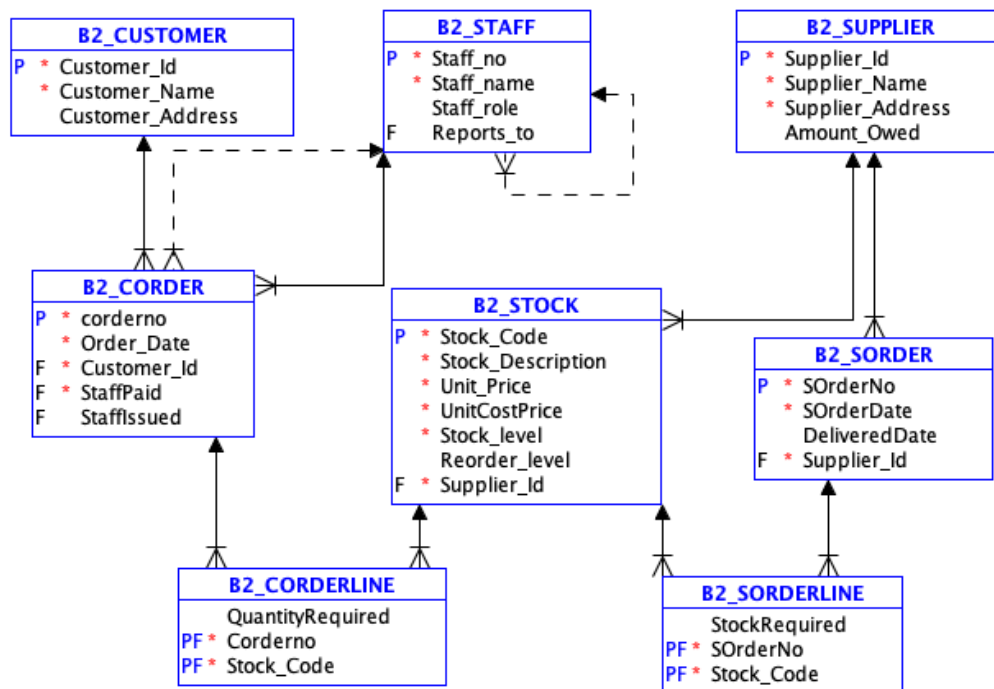 B2_CUSTOMER
P * Customer_Id
* Customer_Name
Customer_Address
B2_STAFF
P * Staff_no
* Staff_name
Staff_role
F Reports_to
B2_SUPPLIER
P * Supplier_Id
* Supplier_Name
* Supplier_Address
Amount_Owed
B2_CORDER
P * corderno
* Order_Date
F * Customer_Id
F * StaffPaid
F StaffIssued
B2_STOCK
P * Stock_Code
* Stock_Description
* Unit_Price
* UnitCostPrice
* Stock_level
Reorder_level
F * Supplier_Id
B2_SORDER
P * SOrderNo
* SOrderDate
DeliveredDate
F * Supplier_Id
B2_CORDERLINE
QuantityRequired
PF * Corderno
PF * Stock_Code
B2_SORDERLINE
StockRequired
PF * SOrderNo
PF * Stock_Code